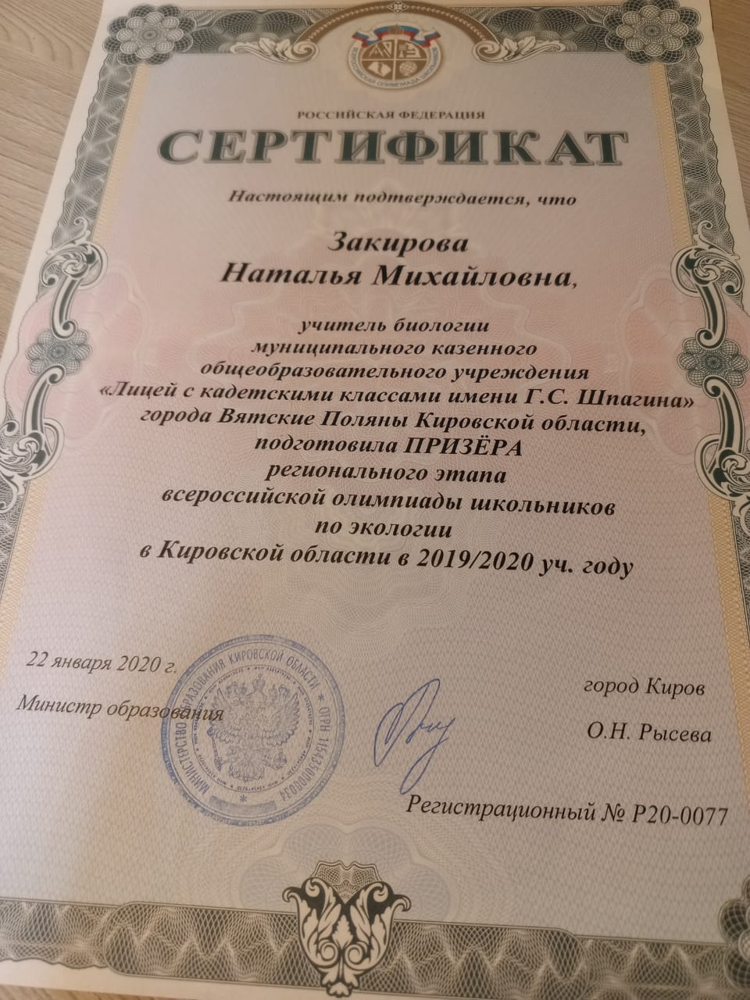 ВСЕРОССИЙСКАЯ ОЛИМПИАДА ШКОЛЬНИКОВ
РОССИЙСКАЯ ФЕДЕРАЦИЯ
СЕРТИФИКАТ
Настоящим подтверждается, что
Закирова
Наталья Михайловна,
учитель биологии
муниципального казенного
общеобразовательного учреждения
«Лицей с кадетскими классами имени Г.С. Шпагина»
города Вятские Поляны Кировской области,
подготовила ПРИЗЁРА
регионального этапа
всероссийской олимпиады школьников
по экологии
в Кировской области в 2019/2020 уч. году
22 января 2020 г.
город Киров
Министр образования
О.Н. Рысева
МИНИСТЕРСТВО ОБРАЗОВАНИЯ КИРОВСКОЙ ОБЛАСТИ * ОГРН
Регистрационный № Р20-0077